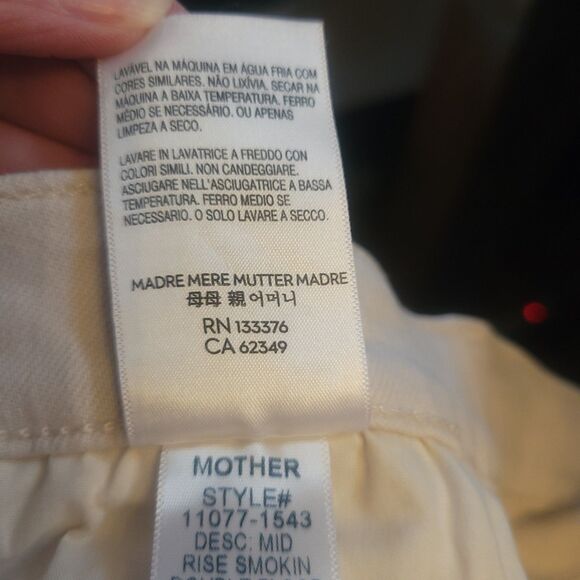 LAVÁVEL NA MÁQUINA EM ÁGUA FRIA COM
CORES SIMILARES. NÃO LIXÍVIA, SECAR NA
MÁQUINA A BAIXA TEMPERATURA. FERRO
MÉDIO SE NECESSÁRIO. OU APENAS
LIMPEZA A SECO.
LAVARE IN LAVATRICE A FREDDO CON
COLORI SIMILI. NON CANDEGGIARE.
ASCIUGARE NELL'ASCIUGATRICE A BASSA
TEMPERATURA. FERRO MEDIO SE
NECESSARIO. O SOLO LAVARE A SECCO.
MADRE MERE MUTTER MADRE
母母 親 어머니
RN 133376
CA 62349
MOTHER
STYLE#
11077-1543
DESC: MID
RISE SMOKIN